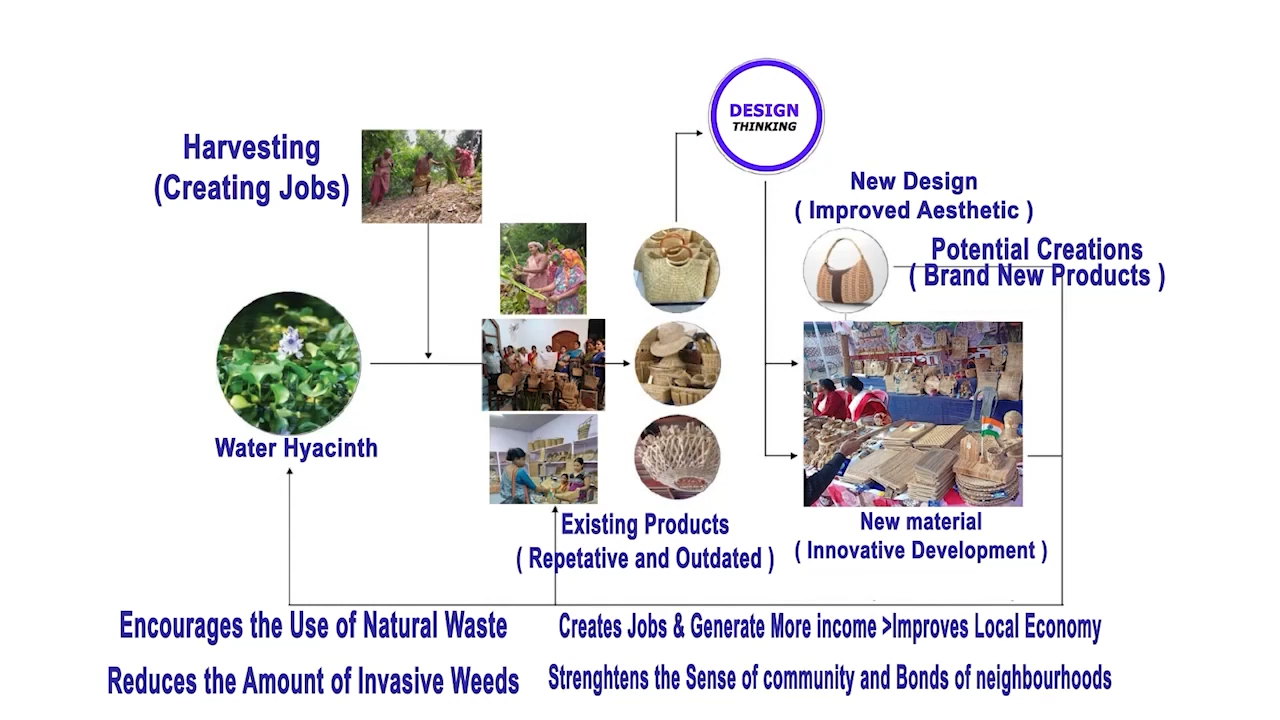 DESIGN
THINKING
Harvesting
(Creating Jobs)
New Design
( Improved Aesthetic )
Potential Creations
( Brand New Products )
Water Hyacinth
Existing Products
( Repetative and Outdated )
New material
( Innovative Development )
Encourages the Use of Natural Waste
Creates Jobs & Generate More income >Improves Local Economy
Reduces the Amount of Invasive Weeds
Strenghtens the Sense of community and Bonds of neighbourhoods